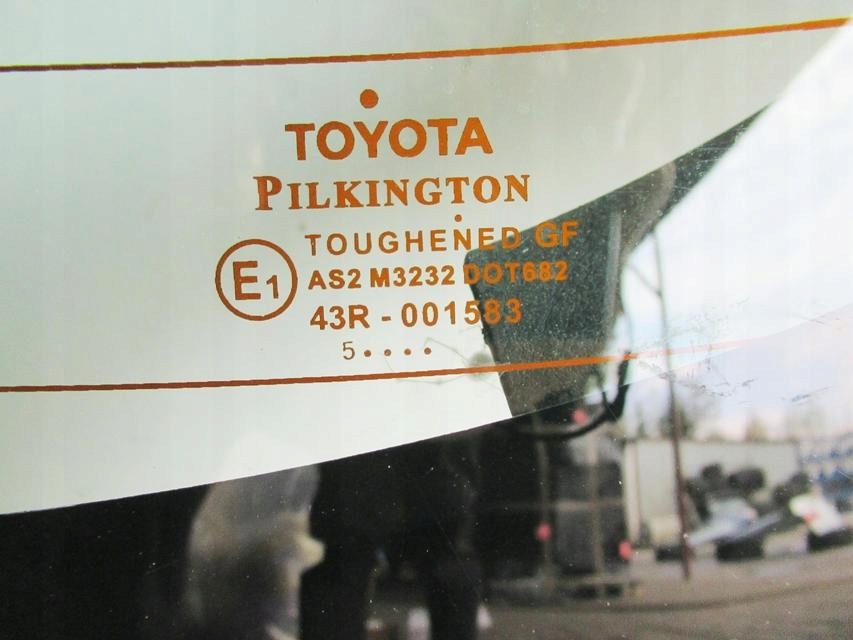 TOYOTA
PILKINGTON
TOUGHENED GF
E1
AS2 M3232 DOT682
43R - 001583
5....